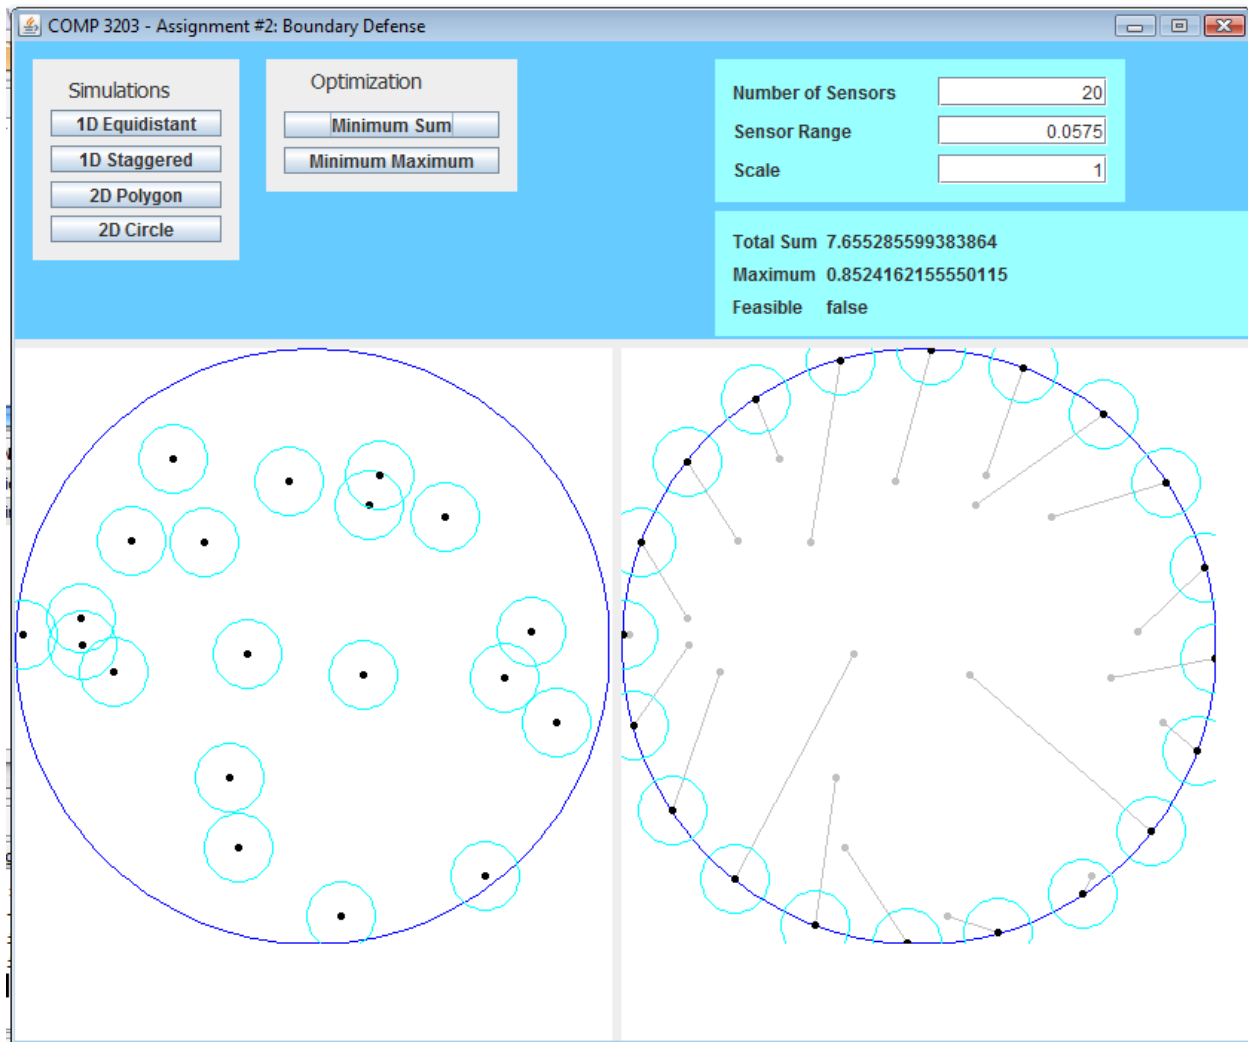 COMP 3203 - Assignment #2: Boundary Defense
Simulations
1D Equidistant
1D Staggered
2D Polygon
2D Circle
Optimization
Minimum Sum
Minimum Maximum
Number of Sensors 20
Sensor Range 0.0575
Scale 1
Total Sum 7.655285599383864
Maximum 0.8524162155550115
Feasible false